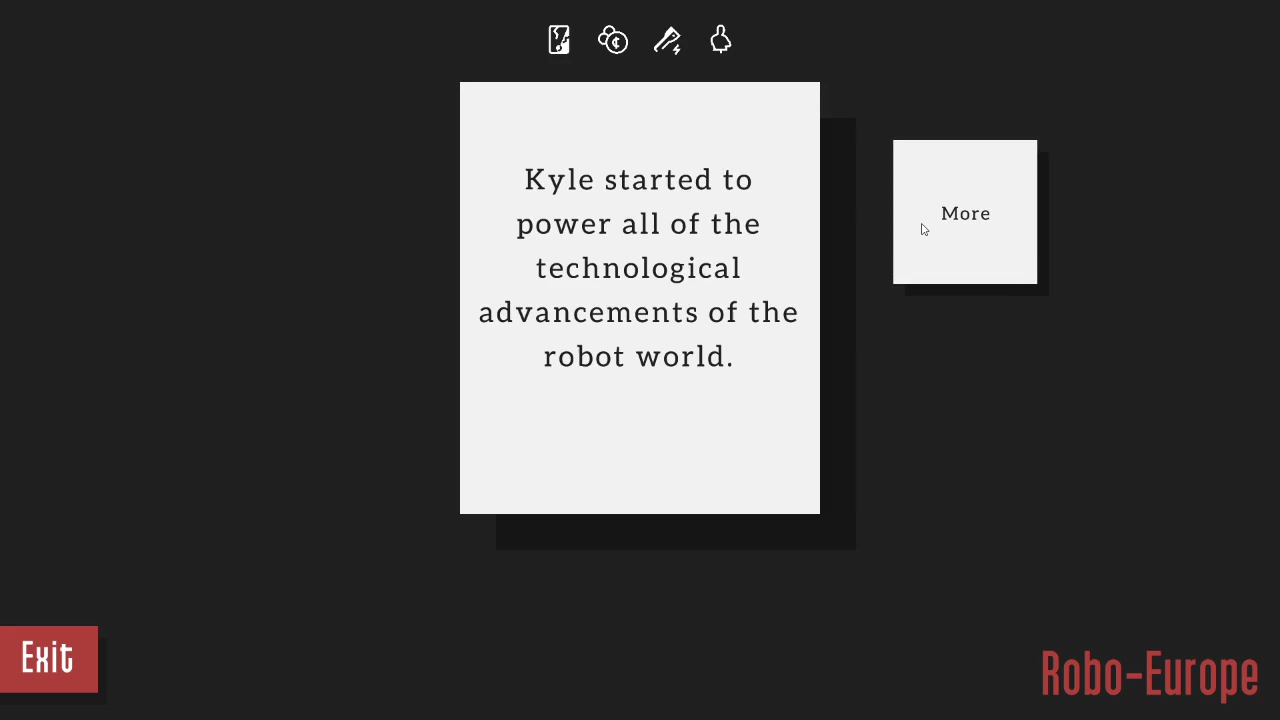 Kyle started to
power all of the
technological
advancements of the
robot world.
More
Exit
Robo-Europe